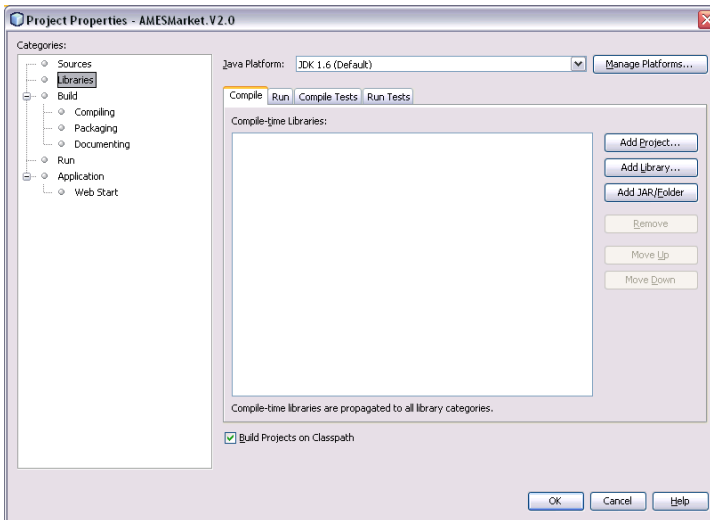 Project Properties - AMESMarket.V2.0
Categories:
Sources
Libraries
Build
Compiling
Packaging
Documenting
Run
Application
Web Start
Java Platform: JDK 1.6 (Default) Manage Platforms...
Compile Run Compile Tests Run Tests
Compile-time Libraries:
Add Project...
Add Library...
Add JAR/Folder
Remove
Move Up
Move Down
Compile-time libraries are propagated to all library categories.
Build Projects on Classpath
OK Cancel Help